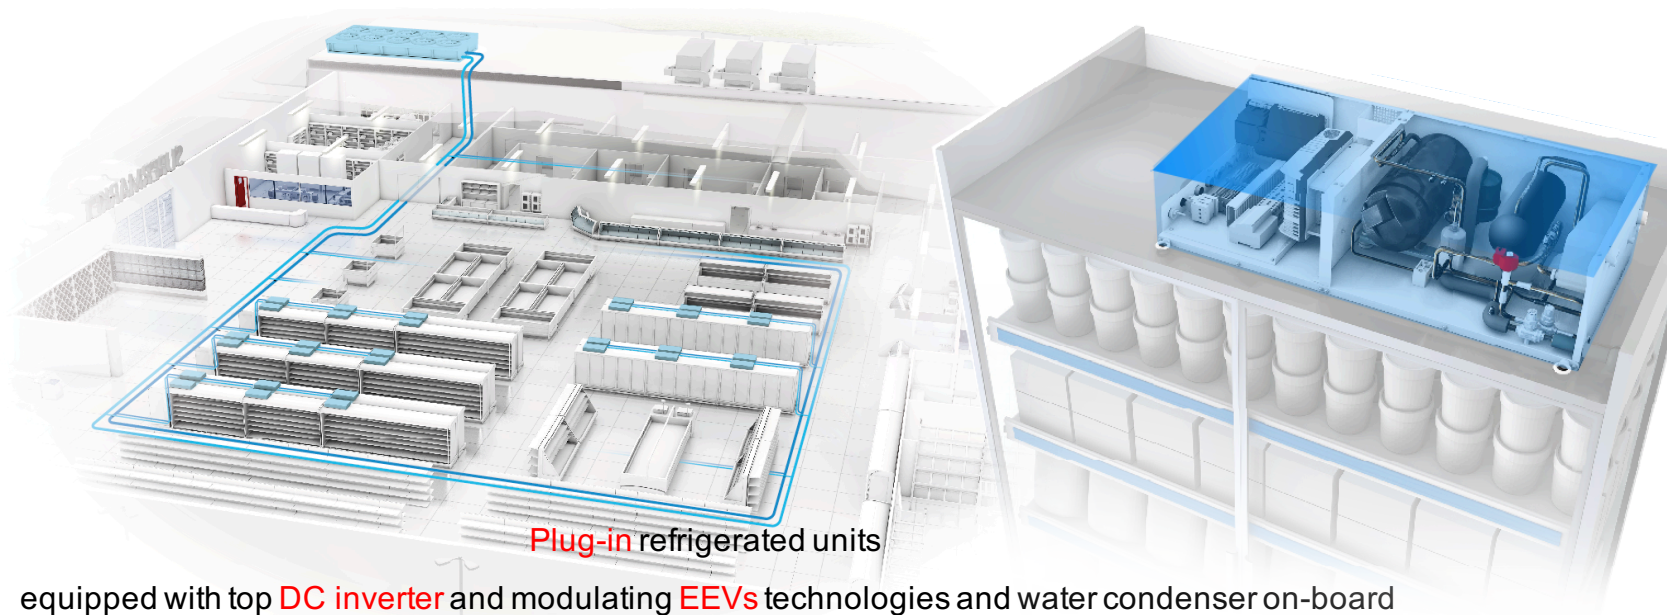 Plug-in refrigerated units
equipped with top DC inverter and modulating EEVs technologies and water condenser on-board